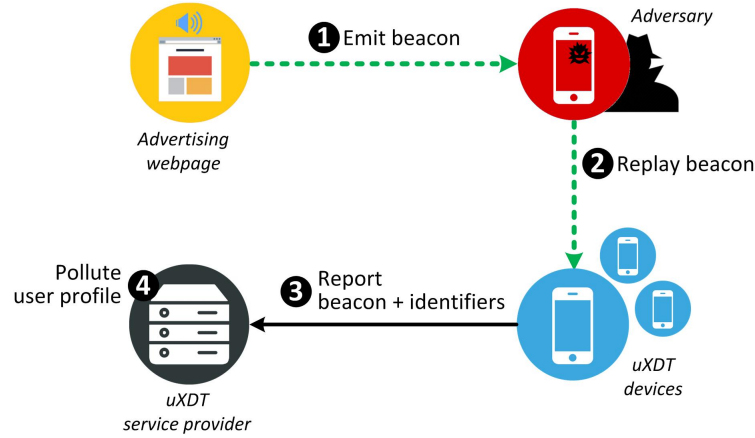 Adversary
1 Emit beacon
Advertising
webpage
2 Replay beacon
Pollute
user profile
4
3 Report
beacon + identifiers
uXDT
devices
uXDT
service provider